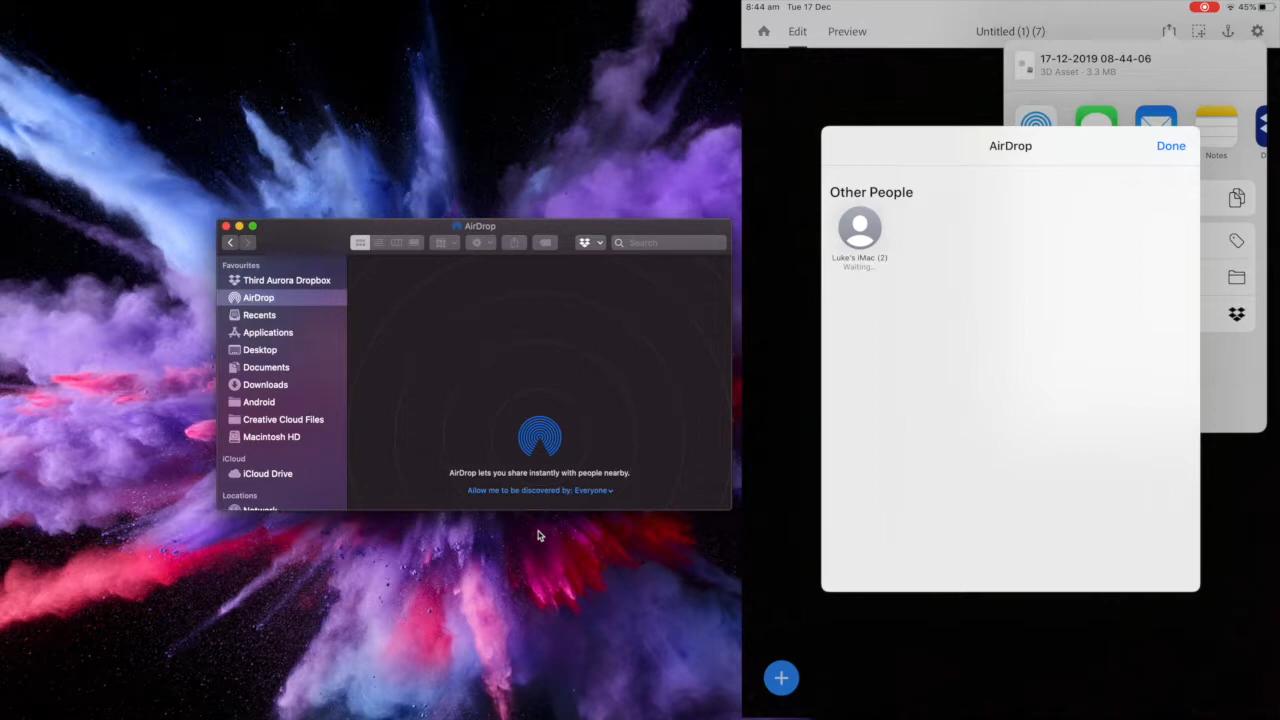 AirDrop
Search
Favourites
Third Aurora Dropbox
AirDrop
Recents
Applications
Desktop
Documents
Downloads
Android
Creative Cloud Files
Macintosh HD
iCloud
iCloud Drive
Locations
Network
AirDrop lets you share instantly with people nearby.
Allow me to be discovered by: Everyone
8:44 am Tue 17 Dec
45%
Edit Preview Untitled (1) (7)
17-12-2019 08-44-06
3D Asset · 3.3 MB
Notes
D
AirDrop Done
Other People
Luke's iMac (2)
Waiting...